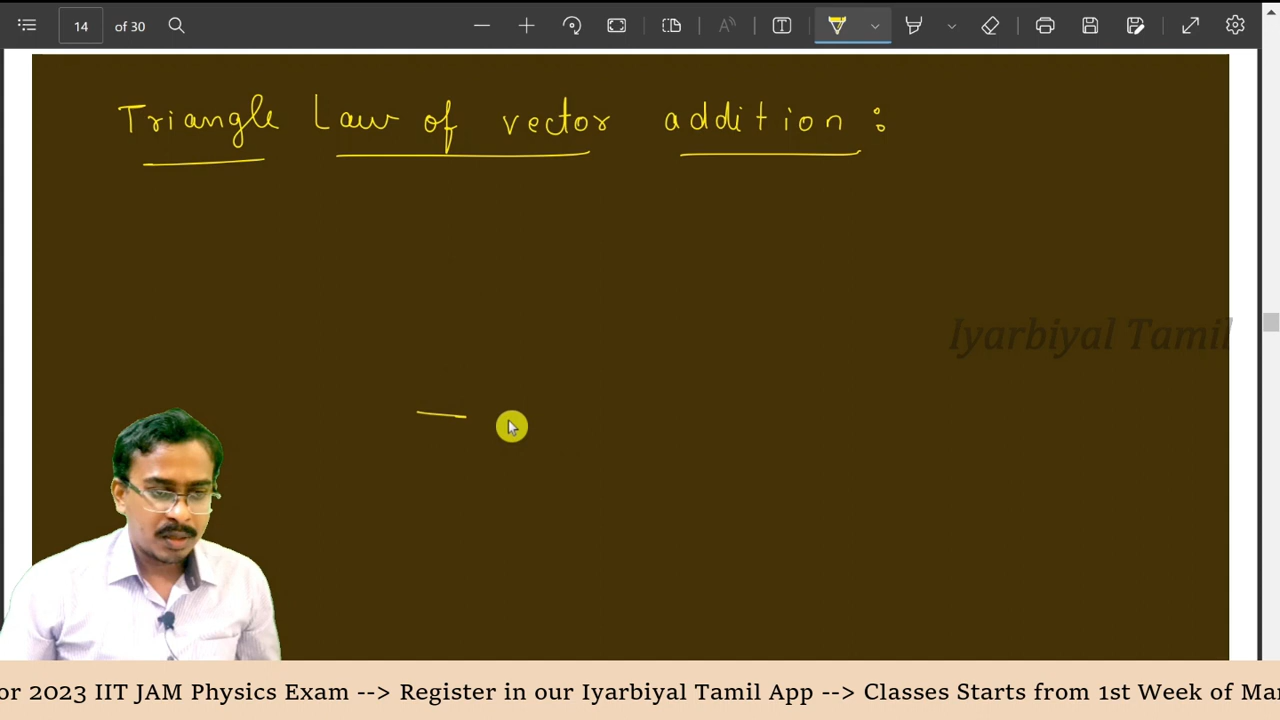 14 of 30
Triangle Law of vector addition :
Iyarbiyal Tamil
or 2023 IIT JAM Physics Exam --> Register in our Iyarbiyal Tamil App --> Classes Starts from 1st Week of Mar